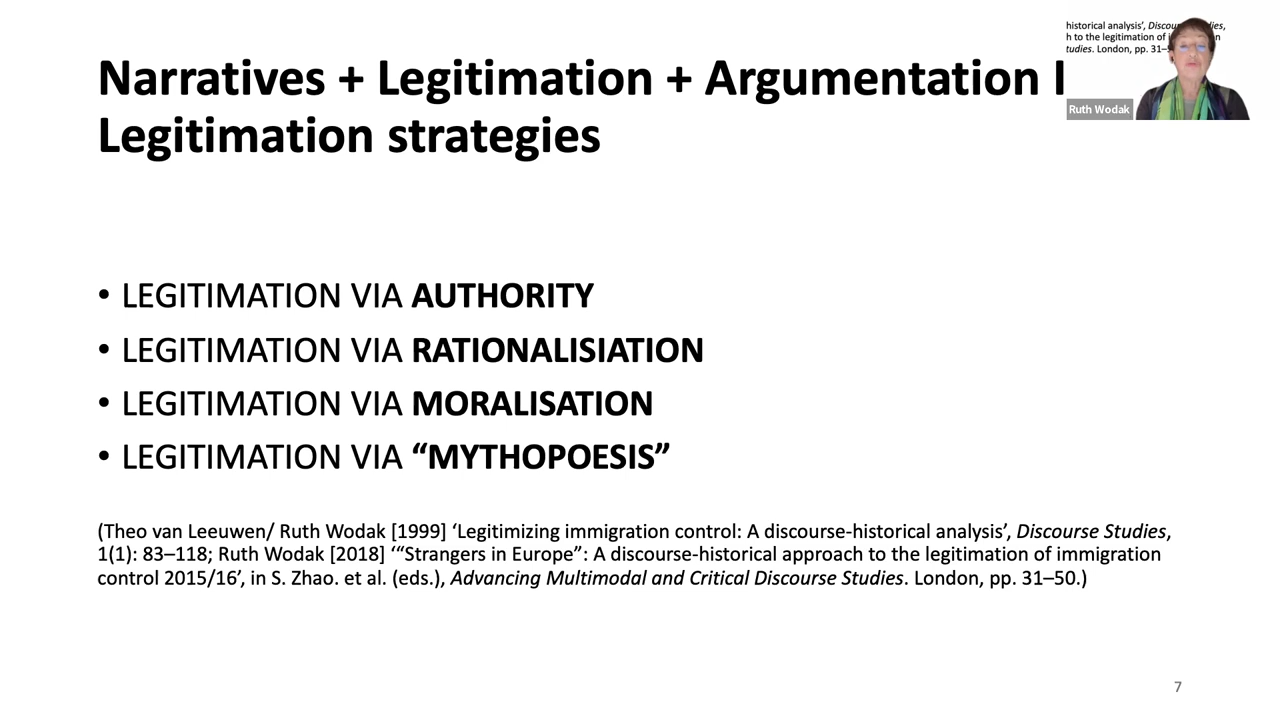 historical analysis', Discou dies,
h to the legitimation of i n
tudies. London, pp. 31–5
Narratives + Legitimation + Argumentation I
Ruth Wodak
Legitimation strategies
• LEGITIMATION VIA AUTHORITY
• LEGITIMATION VIA RATIONALISIATION
• LEGITIMATION VIA MORALISATION
• LEGITIMATION VIA “MYTHOPOESIS”
(Theo van Leeuwen/ Ruth Wodak [1999] ‘Legitimizing immigration control: A discourse-historical analysis’, Discourse Studies,
1(1): 83–118; Ruth Wodak [2018] ‘“Strangers in Europe”: A discourse-historical approach to the legitimation of immigration
control 2015/16’, in S. Zhao. et al. (eds.), Advancing Multimodal and Critical Discourse Studies. London, pp. 31–50.)
7